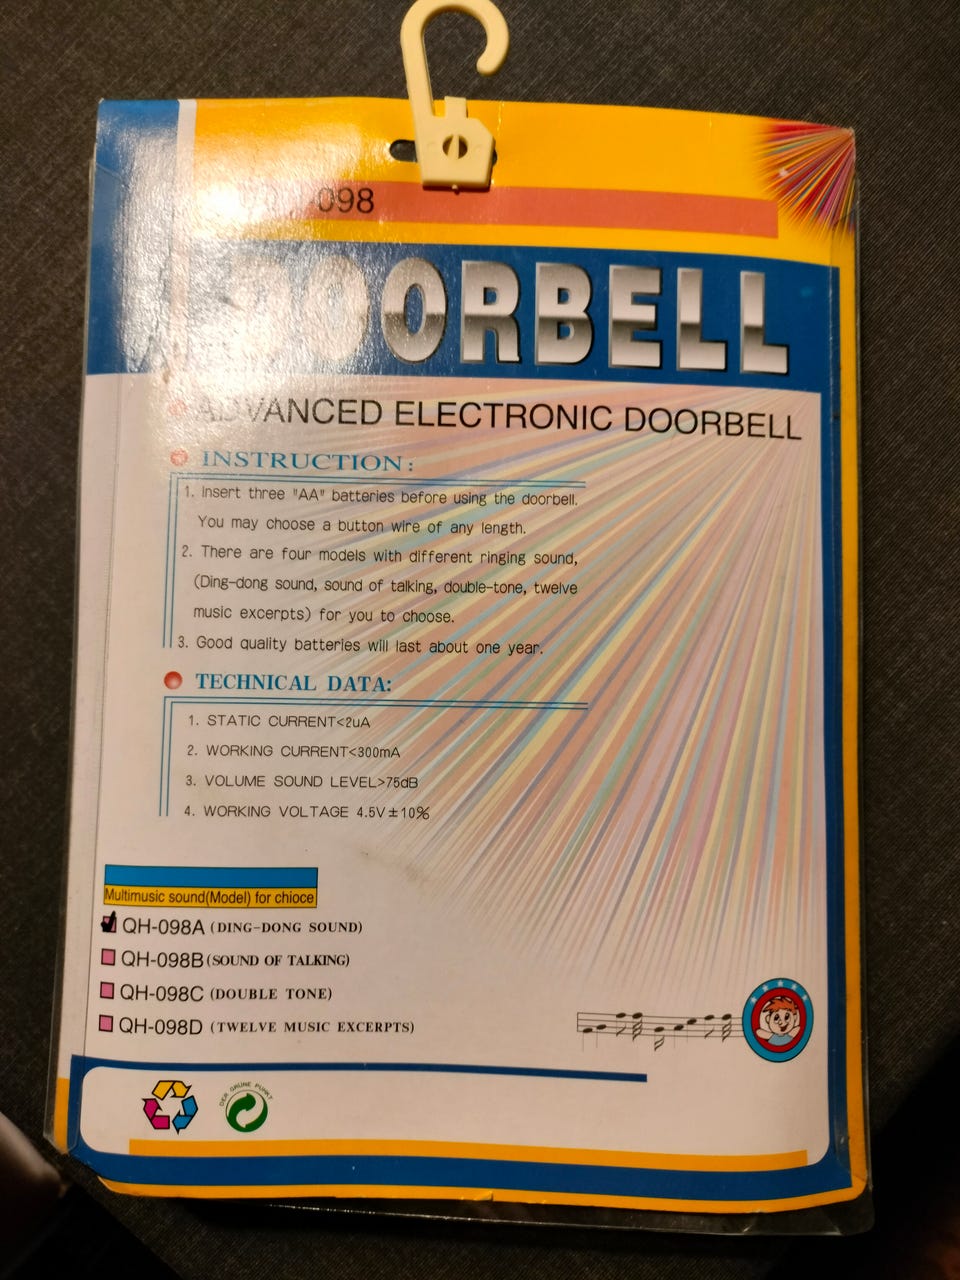 098
DOORBELL
ADVANCED ELECTRONIC DOORBELL
INSTRUCTION:
1. Insert three "AA" batteries before using the doorbell.
You may choose a button wire of any length.
2. There are four models with different ringing sound,
(Ding-dong sound, sound of talking, double-tone, twelve
music excerpts) for you to choose.
3. Good quality batteries will last about one year.
TECHNICAL DATA:
1. STATIC CURRENT<2uA
2. WORKING CURRENT<300mA
3. VOLUME SOUND LEVEL>75dB
4. WORKING VOLTAGE 4.5V±10%
Multimusic sound(Model) for chioce
QH-098A (DING-DONG SOUND)
QH-098B (SOUND OF TALKING)
QH-098C (DOUBLE TONE)
QH-098D (TWELVE MUSIC EXCERPTS)
DER GRÜNE PUNKT